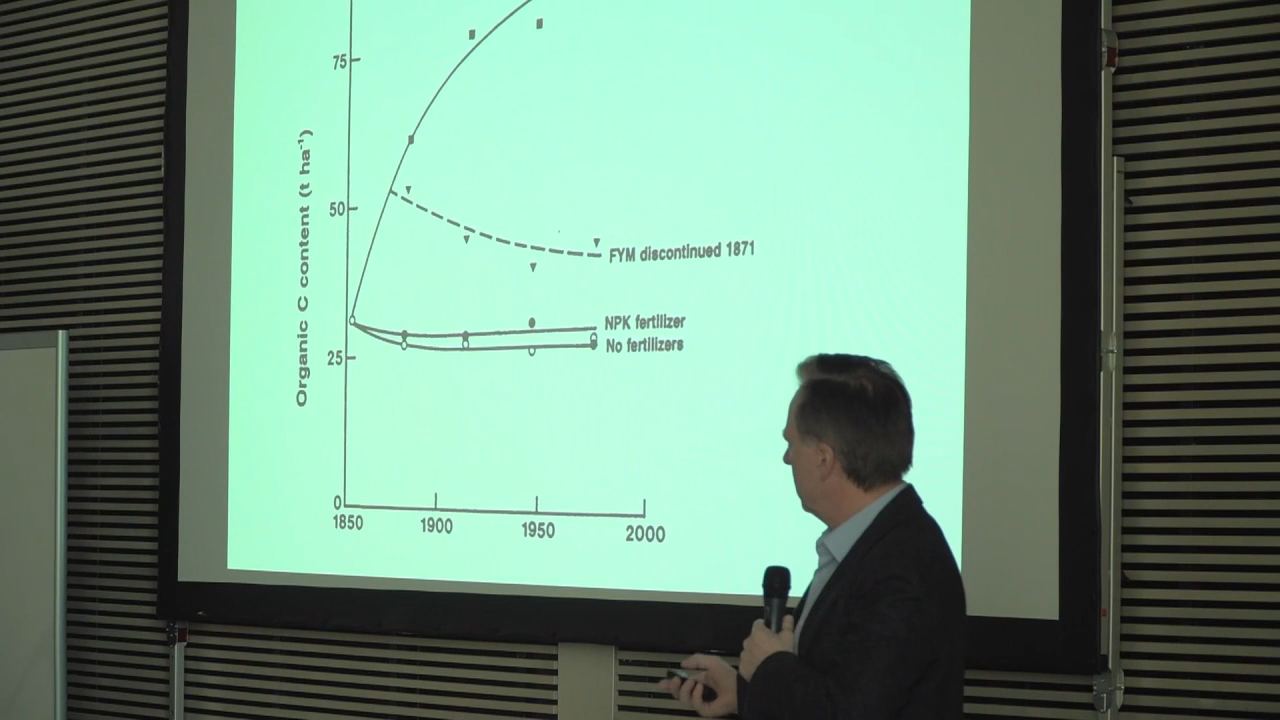 75
50
25
0
Organic C content (t ha⁻¹)
FYM discontinued 1871
NPK fertilizer
No fertilizers
1850
1900
1950
2000